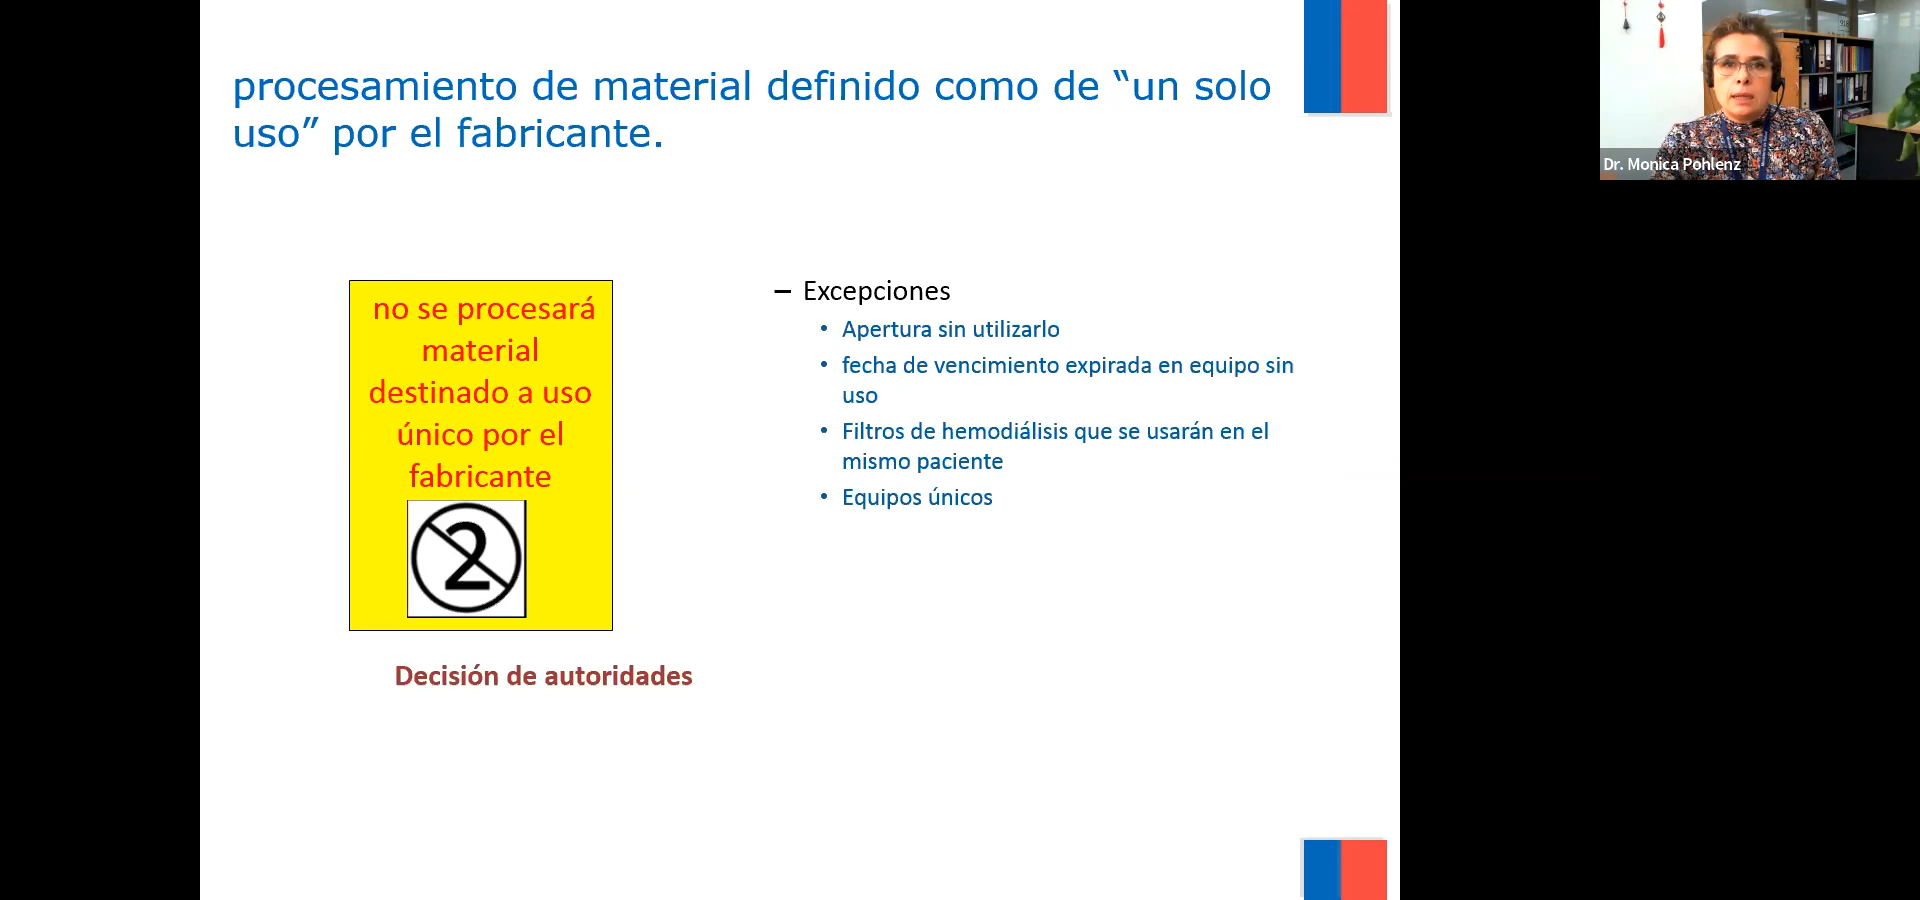 procesamiento de material definido como de “un solo
uso” por el fabricante.
no se procesará
material
destinado a uso
único por el
fabricante
2
Decisión de autoridades
– Excepciones
• Apertura sin utilizarlo
• fecha de vencimiento expirada en equipo sin
uso
• Filtros de hemodiálisis que se usarán en el
mismo paciente
• Equipos únicos
Dr. Monica Pohlenz